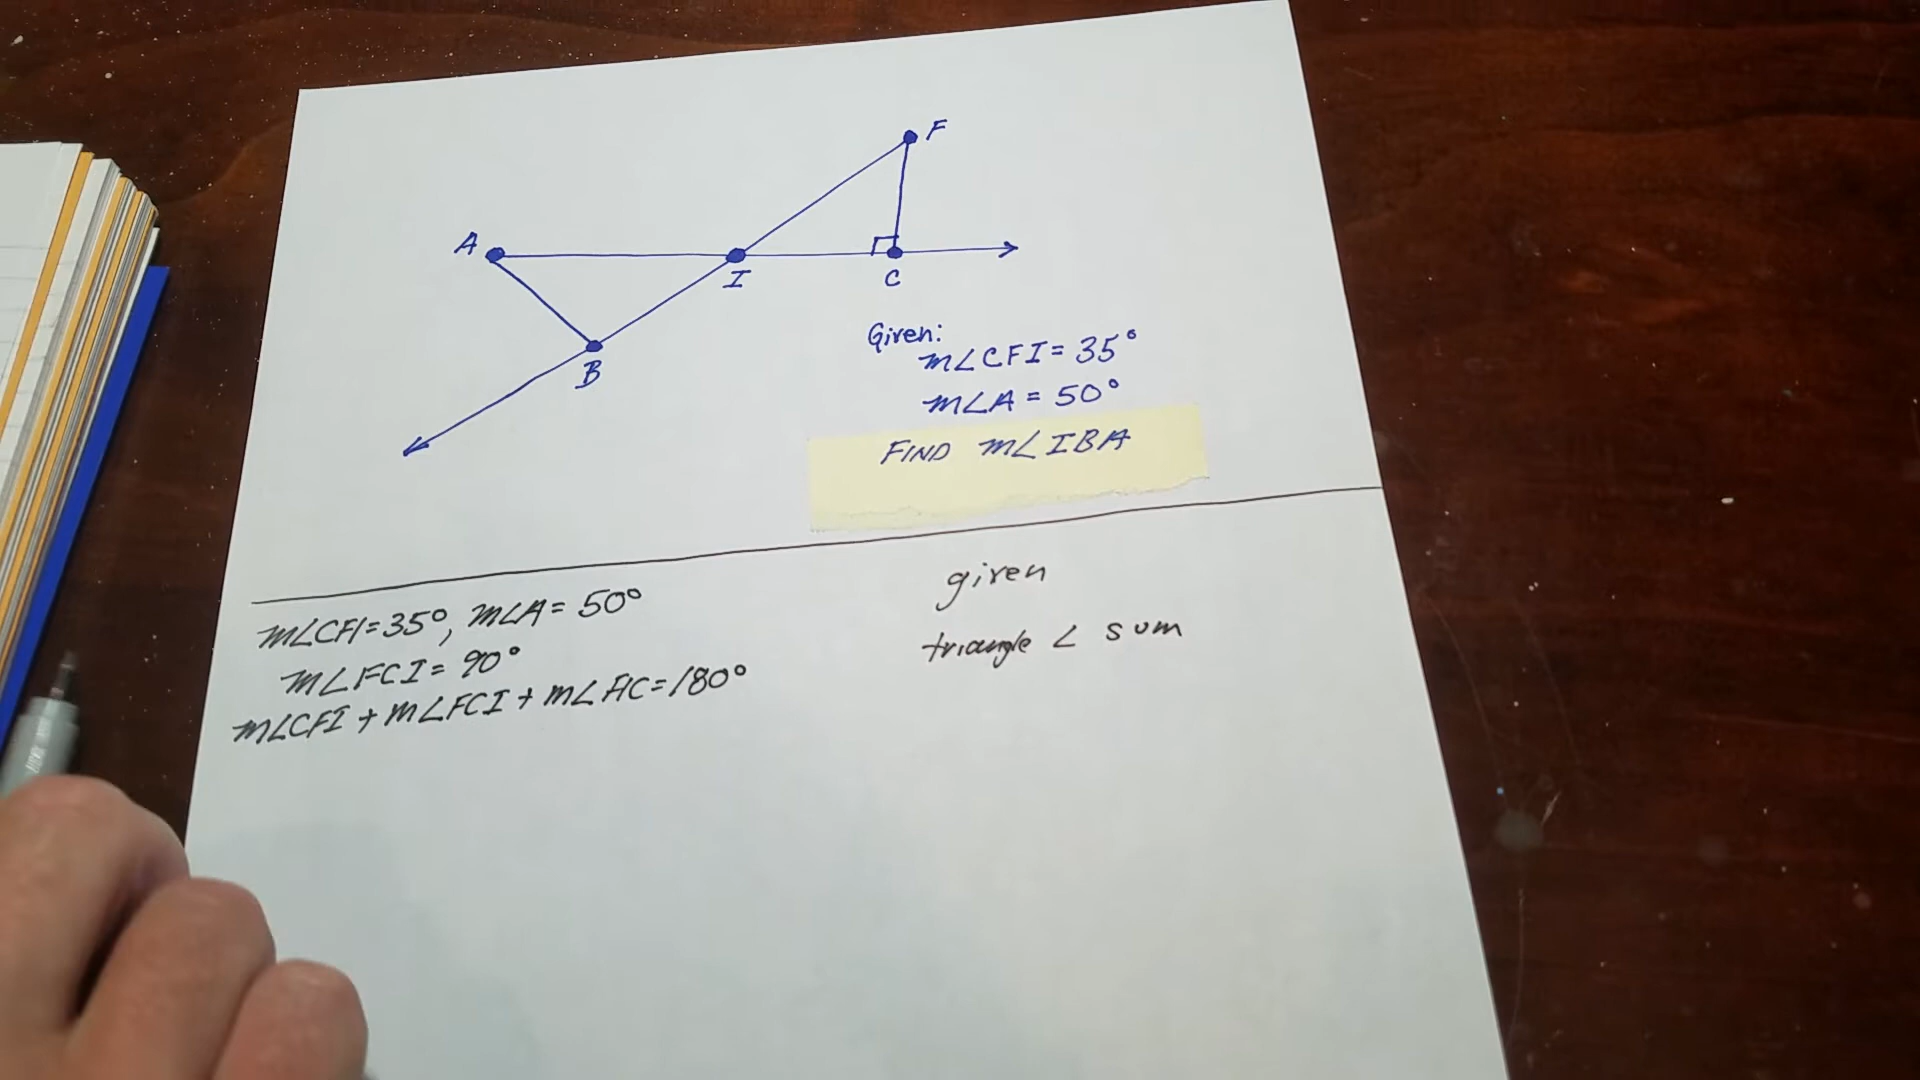 F
A
I
C
B
Given:
m∠CFI = 35°
m∠A = 50°
FIND m∠IBA
m∠CFI = 35°, m∠A = 50°
given
m∠FCI = 90°
triangle ∠ sum
m∠CFI + m∠FCI + m∠FIC = 180°